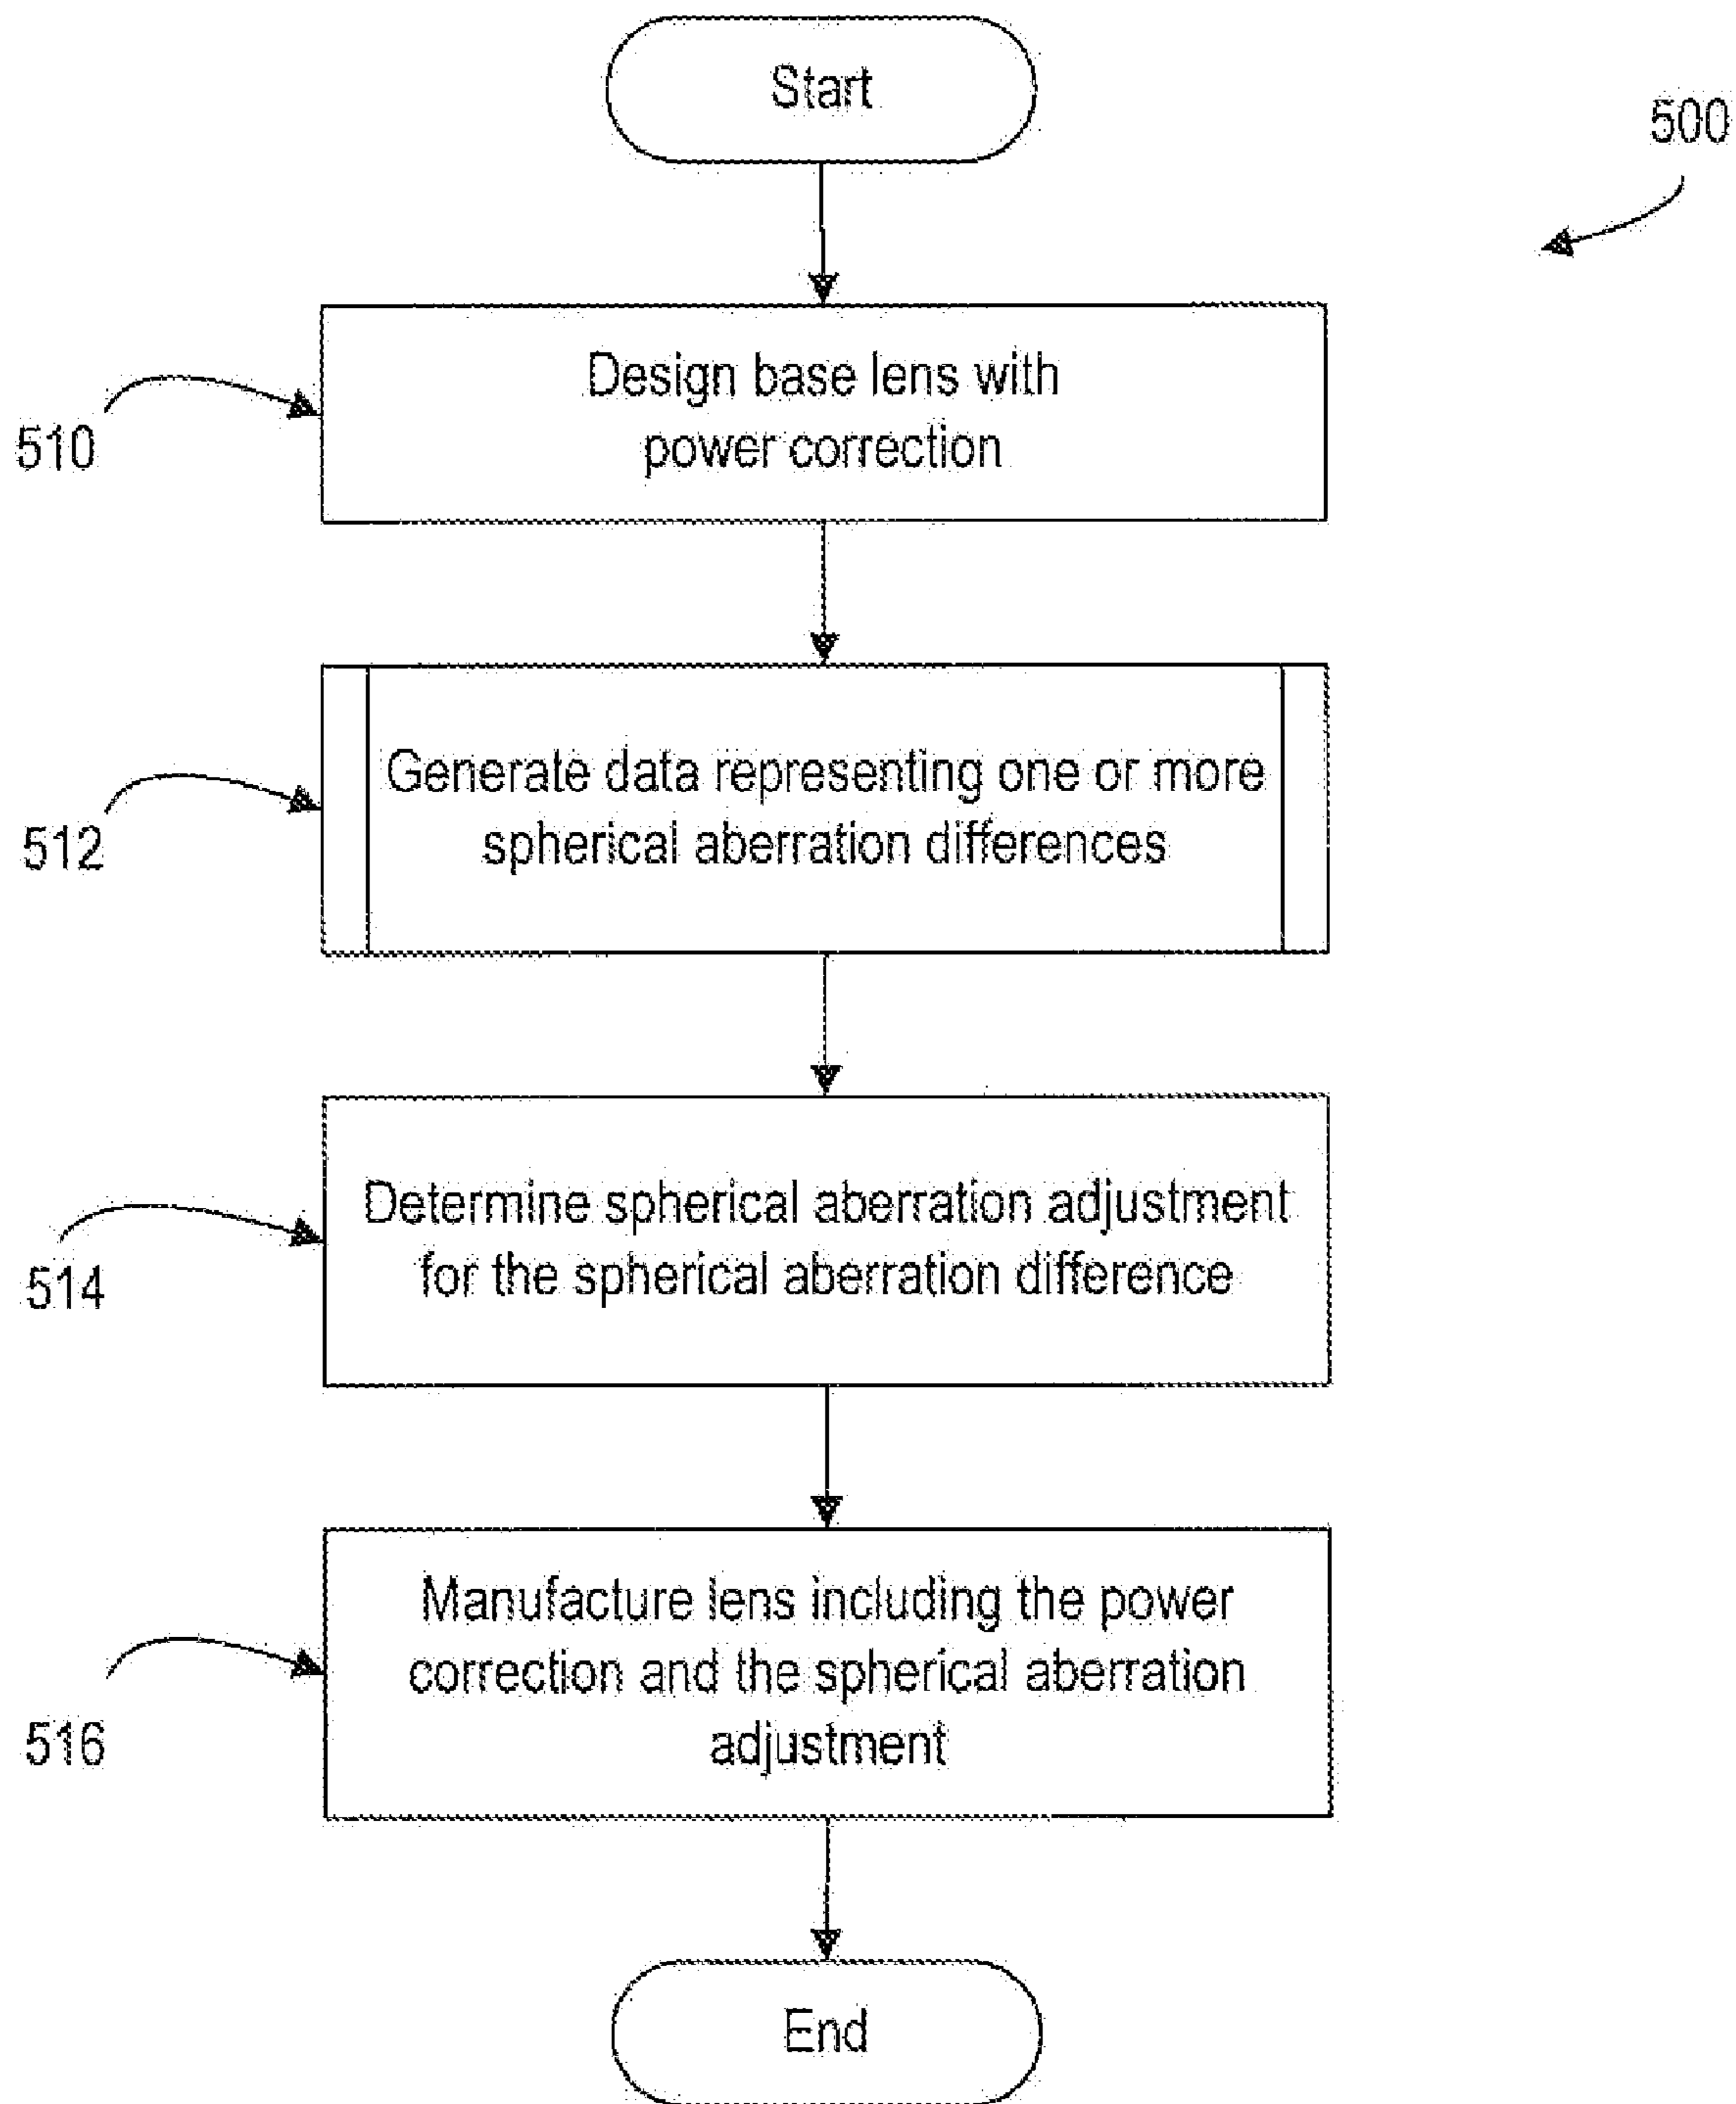 Start
500
Design base lens with
power correction
510
Generate data representing one or more
spherical aberration differences
512
Determine spherical aberration adjustment
for the spherical aberration difference
514
Manufacture lens including the power
correction and the spherical aberration
adjustment
516
End